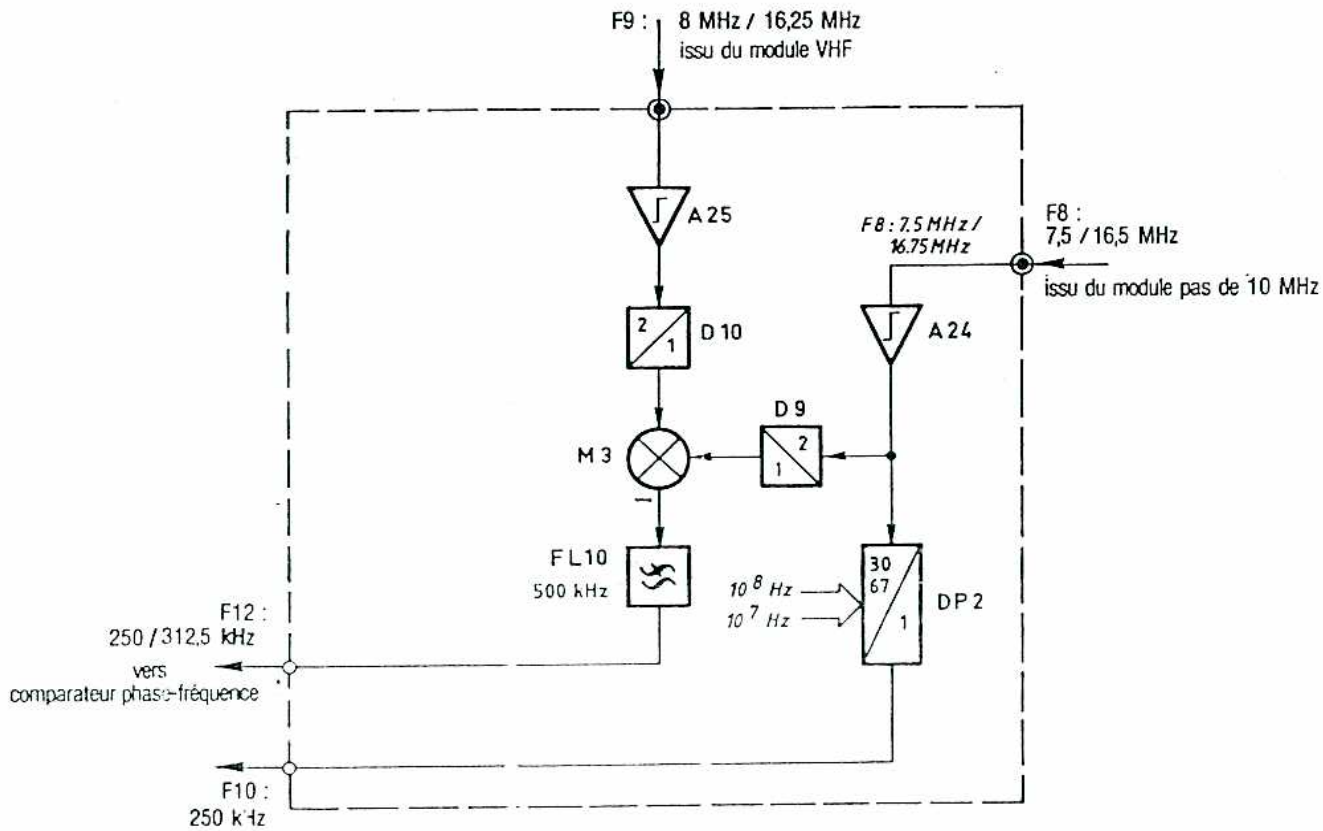 F9 : 8 MHz / 16,25 MHz
issu du module VHF
A 25
F8 : 7.5 MHz /
16.75 MHz
F8 :
7,5 / 16,5 MHz
issu du module pas de 10 MHz
A 24
2
1
D 10
D 9
2
1
M 3
FL 10
500 kHz
30
67
1
DP 2
10⁸ Hz
10⁷ Hz
F12 :
250 / 312,5 kHz
vers
comparateur phase-fréquence
F10 :
250 kHz